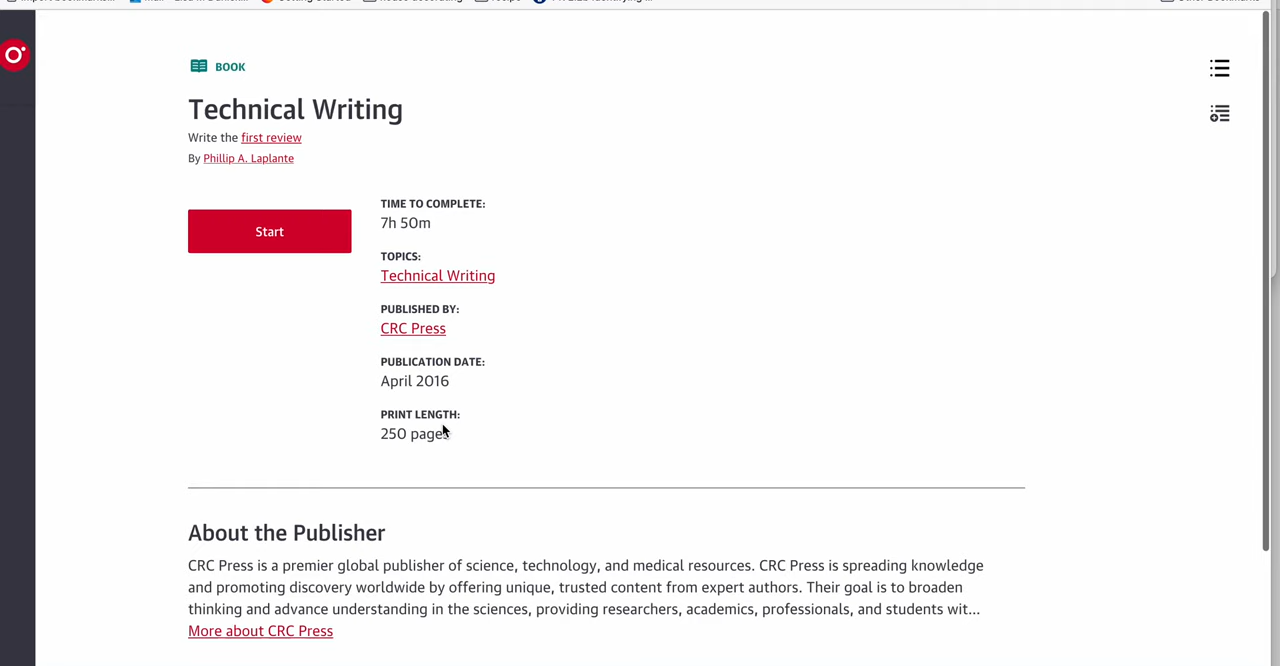 BOOK
Technical Writing
Write the first review
By Phillip A. Laplante
Start
TIME TO COMPLETE:
7h 50m
TOPICS:
Technical Writing
PUBLISHED BY:
CRC Press
PUBLICATION DATE:
April 2016
PRINT LENGTH:
250 pages
About the Publisher
CRC Press is a premier global publisher of science, technology, and medical resources. CRC Press is spreading knowledge
and promoting discovery worldwide by offering unique, trusted content from expert authors. Their goal is to broaden
thinking and advance understanding in the sciences, providing researchers, academics, professionals, and students wit...
More about CRC Press